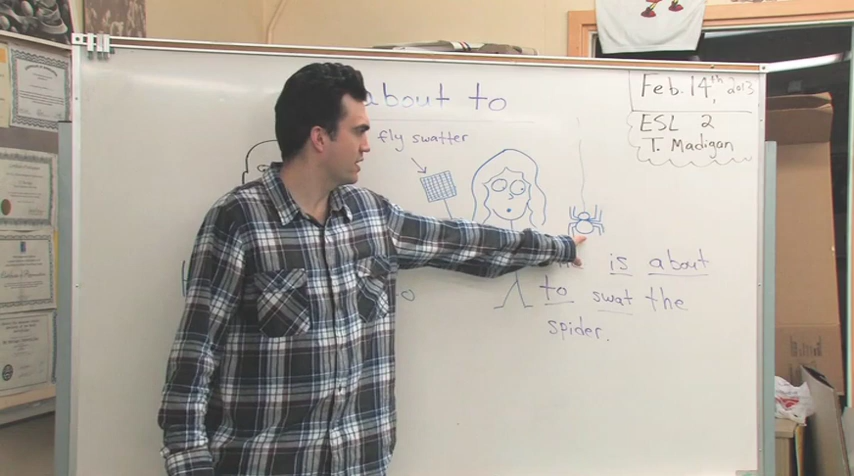 about to
Feb. 14th, 2013
ESL 2
T. Madigan
fly swatter
is about
to swat the
spider.